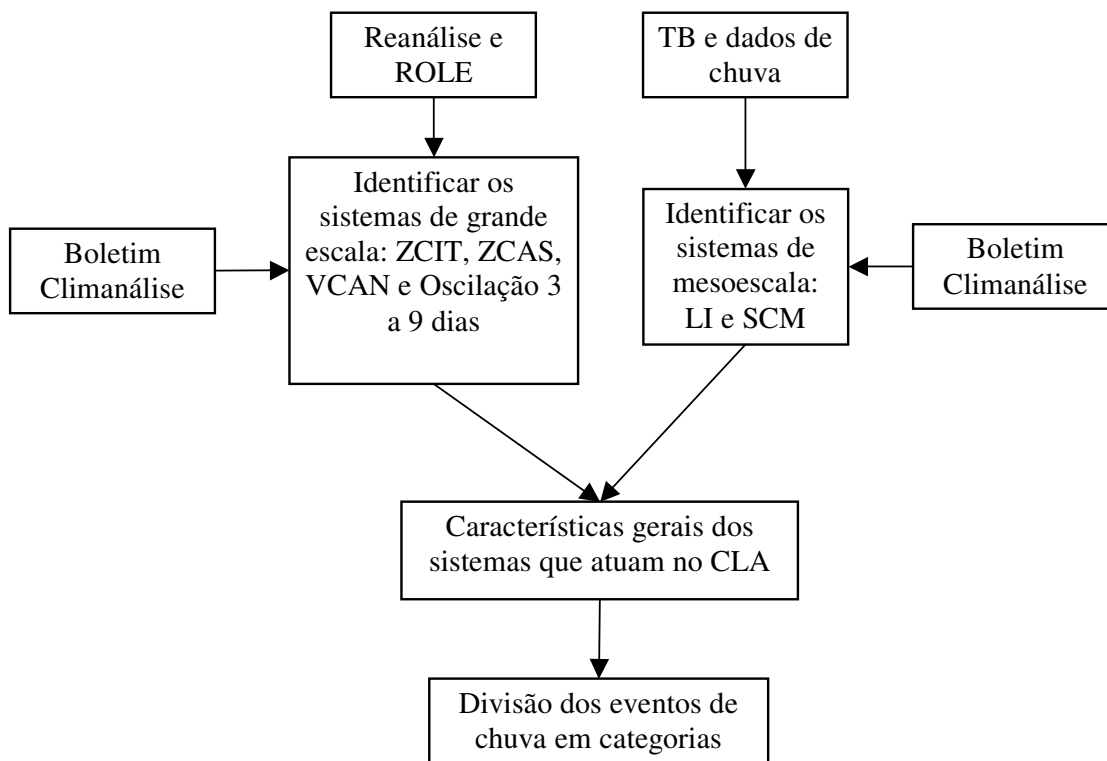 Reanálise e
ROLE
TB e dados de
chuva
Identificar os
sistemas de grande
escala: ZCIT, ZCAS,
VCAN e Oscilação 3
a 9 dias
Identificar os
sistemas de
mesoescala:
LI e SCM
Boletim
Climanálise
Boletim
Climanálise
Características gerais dos
sistemas que atuam no CLA
Divisão dos eventos de
chuva em categorias